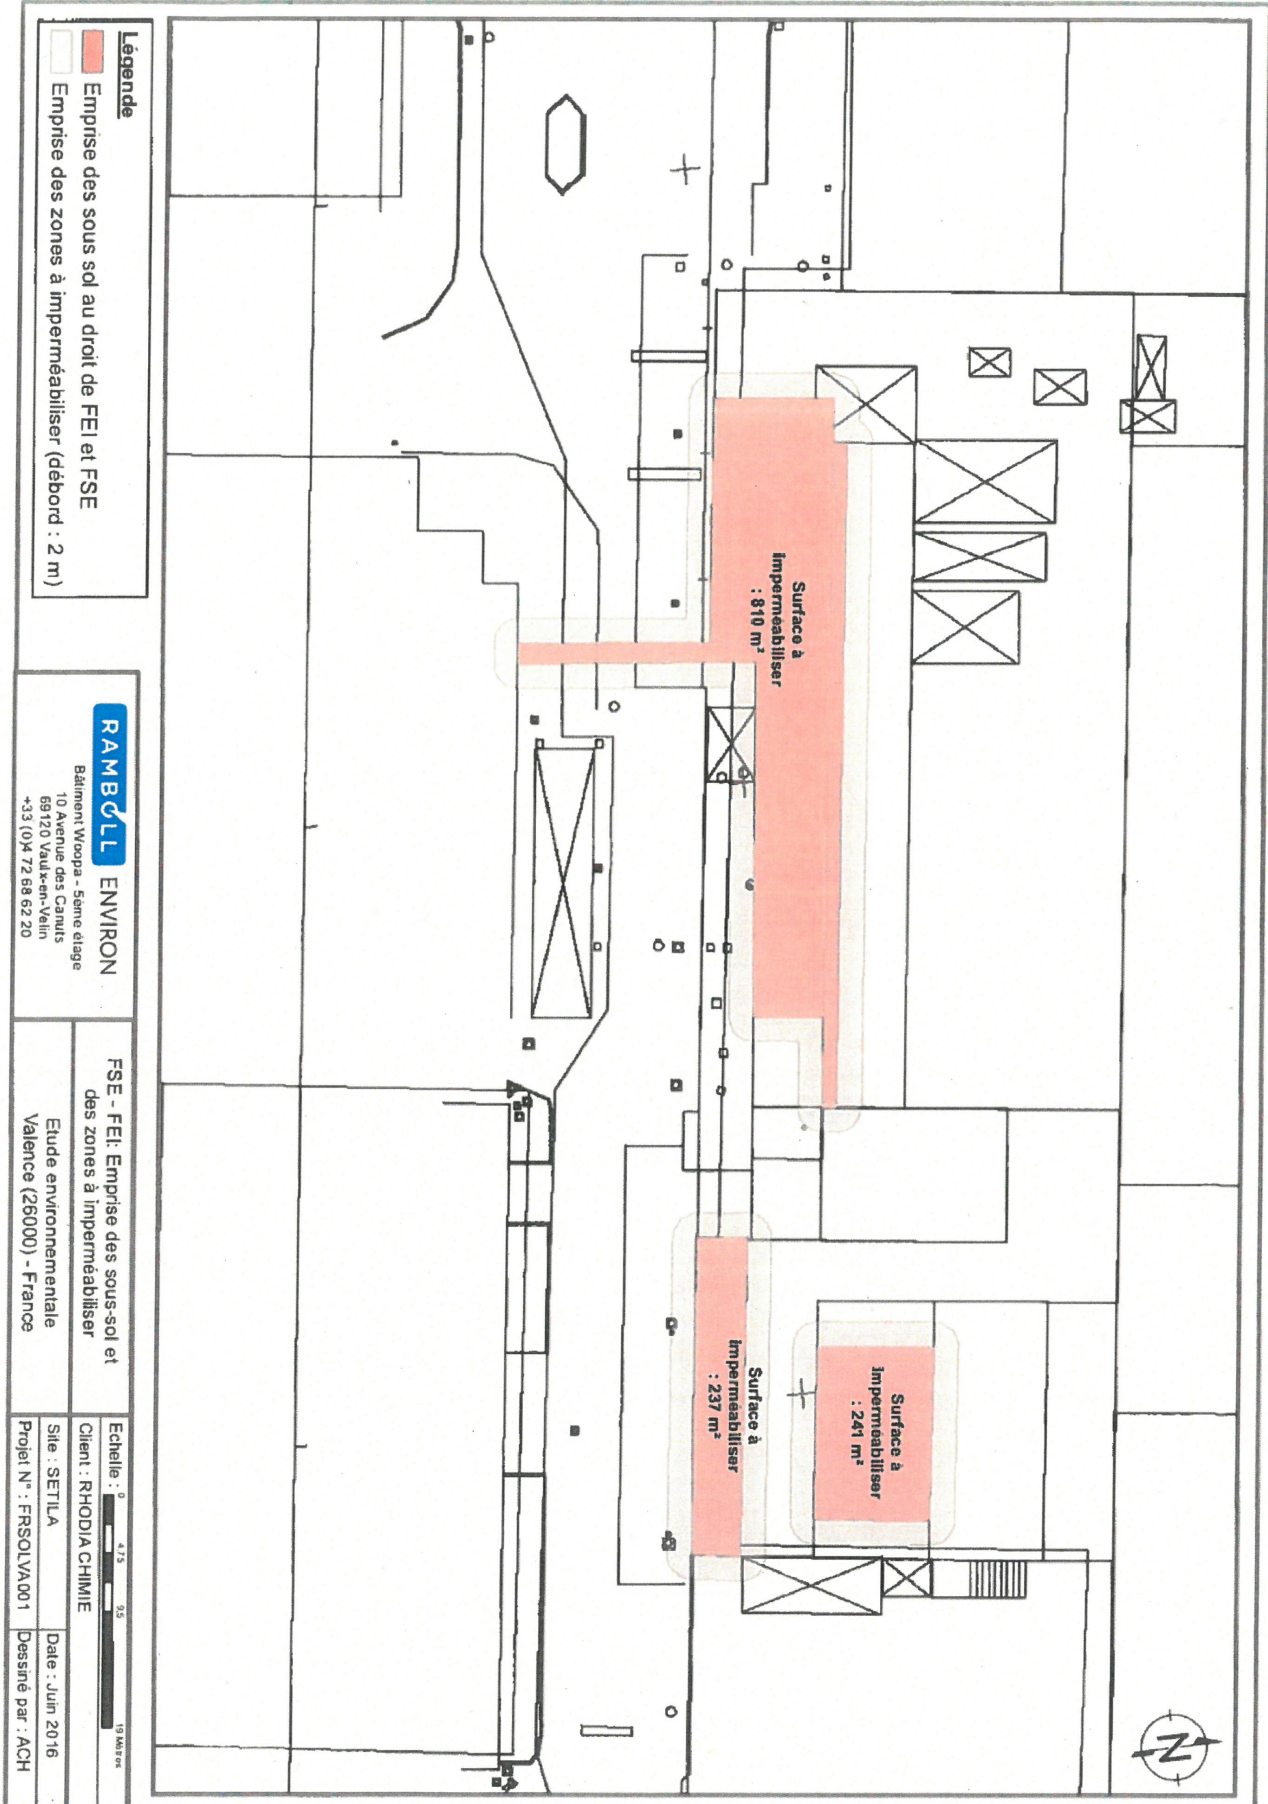 Surface à
imperméabiliser
: 810 m²
Surface à
imperméabiliser
: 237 m²
Surface à
imperméabiliser
: 241 m²
N
Légende
Emprise des sous sol au droit de FEI et FSE
Emprise des zones à imperméabiliser (débord : 2 m)
RAMBOLL ENVIRON
Bâtiment Woopa - 5ème étage
10 Avenue des Canuts
69120 Vaulx-en-Velin
+33 (0)4 72 68 62 20
FSE - FEI: Emprise des sous-sol et
des zones à imperméabiliser
Etude environnementale
Valence (26000) - France
Echelle : 0 4,75 9,5 19 Mètres
Client : RHODIA CHIMIE
Site : SETILA
Date : Juin 2016
Projet N° : FRSOLVA001
Dessiné par : ACH